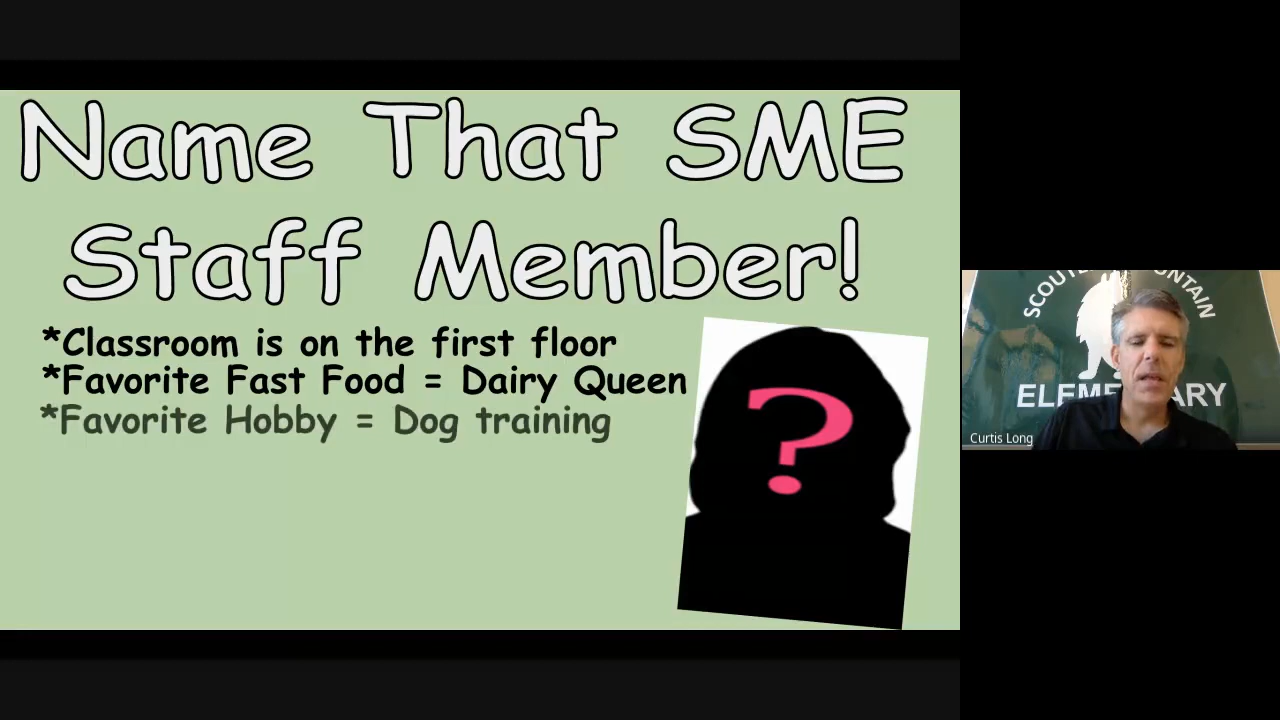 Name That SME
Staff Member!
*Classroom is on the first floor
*Favorite Fast Food = Dairy Queen
*Favorite Hobby = Dog training
?
ELEMENTARY
Curtis Long